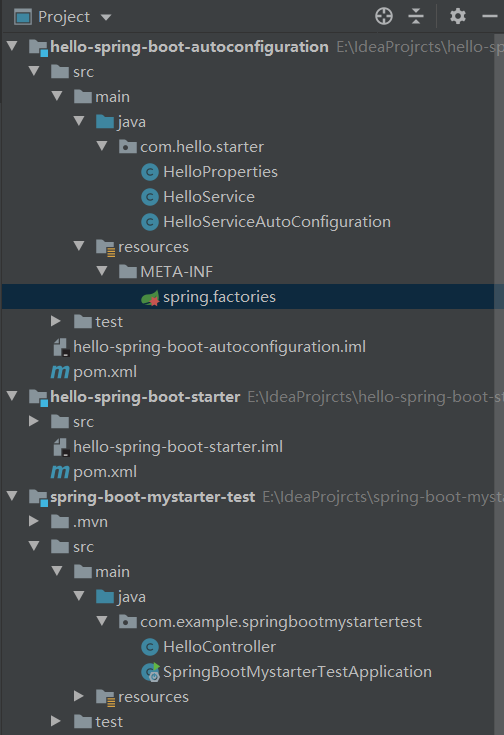 Project
hello-spring-boot-autoconfiguration E:\IdeaProjrcts\hello-sp
src
main
java
com.hello.starter
HelloProperties
HelloService
HelloServiceAutoConfiguration
resources
META-INF
spring.factories
test
hello-spring-boot-autoconfiguration.iml
pom.xml
hello-spring-boot-starter E:\IdeaProjrcts\hello-spring-boot-st
src
hello-spring-boot-starter.iml
pom.xml
spring-boot-mystarter-test E:\IdeaProjrcts\spring-boot-myst
.mvn
src
main
java
com.example.springbootmystartertest
HelloController
SpringBootMystarterTestApplication
resources
test